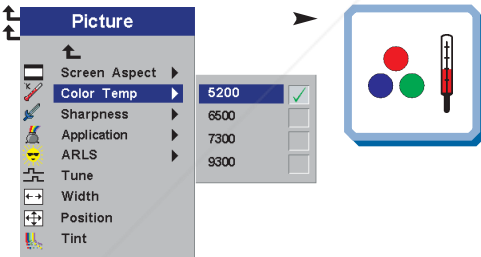 Picture
Screen Aspect
Color Temp
Sharpness
Application
ARLS
Tune
Width
Position
Tint
5200
6500
7300
9300